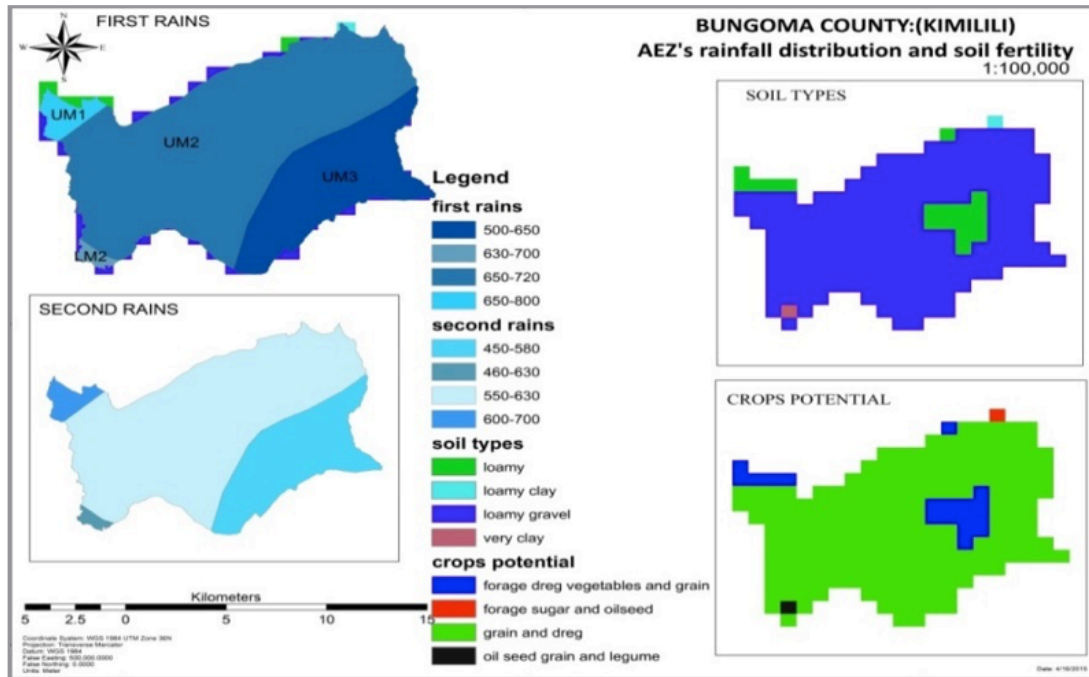 FIRST RAINS
N
W E
S
UM1
UM2
UM3
LM2
BUNGOMA COUNTY:(KIMILILI)
AEZ's rainfall distribution and soil fertility
1:100,000
SOIL TYPES
SECOND RAINS
Legend
first rains
500-650
630-700
650-720
650-800
second rains
450-580
460-630
550-630
600-700
soil types
loamy
loamy clay
loamy gravel
very clay
crops potential
forage dreg vegetables and grain
forage sugar and oilseed
grain and dreg
oil seed grain and legume
CROPS POTENTIAL
Kilometers
5 2.5 0 5 10 15
Coordinate System: WGS 1984 UTM Zone 36N
Projection: Transverse Mercator
Datum: WGS 1984
False Easting: 500,000.0000
False Northing: 0.0000
Units: Meter
Date: 4/16/2015